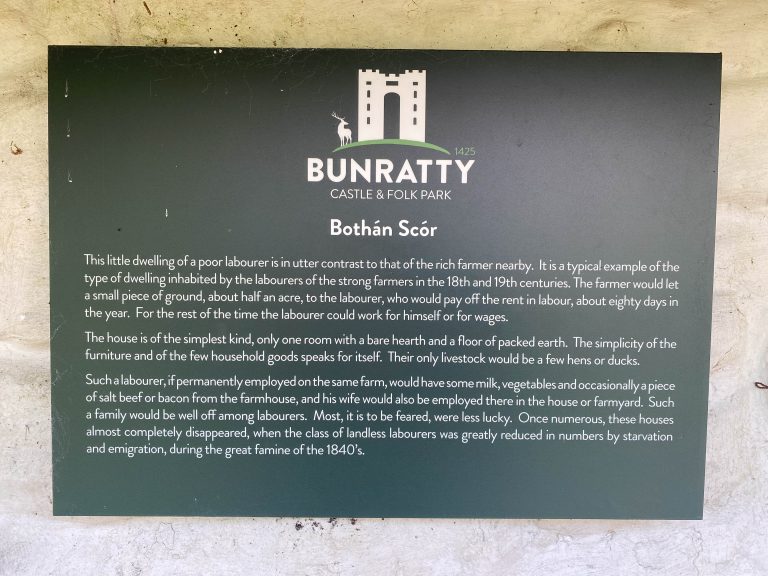 1425
BUNRATTY
CASTLE & FOLK PARK
Bothán Scór
This little dwelling of a poor labourer is in utter contrast to that of the rich farmer nearby. It is a typical example of the
type of dwelling inhabited by the labourers of the strong farmers in the 18th and 19th centuries. The farmer would let
a small piece of ground, about half an acre, to the labourer, who would pay off the rent in labour, about eighty days in
the year. For the rest of the time the labourer could work for himself or for wages.
The house is of the simplest kind, only one room with a bare hearth and a floor of packed earth. The simplicity of the
furniture and of the few household goods speaks for itself. Their only livestock would be a few hens or ducks.
Such a labourer, if permanently employed on the same farm, would have some milk, vegetables and occasionally a piece
of salt beef or bacon from the farmhouse, and his wife would also be employed there in the house or farmyard. Such
a family would be well off among labourers. Most, it is to be feared, were less lucky. Once numerous, these houses
almost completely disappeared, when the class of landless labourers was greatly reduced in numbers by starvation
and emigration, during the great famine of the 1840's.